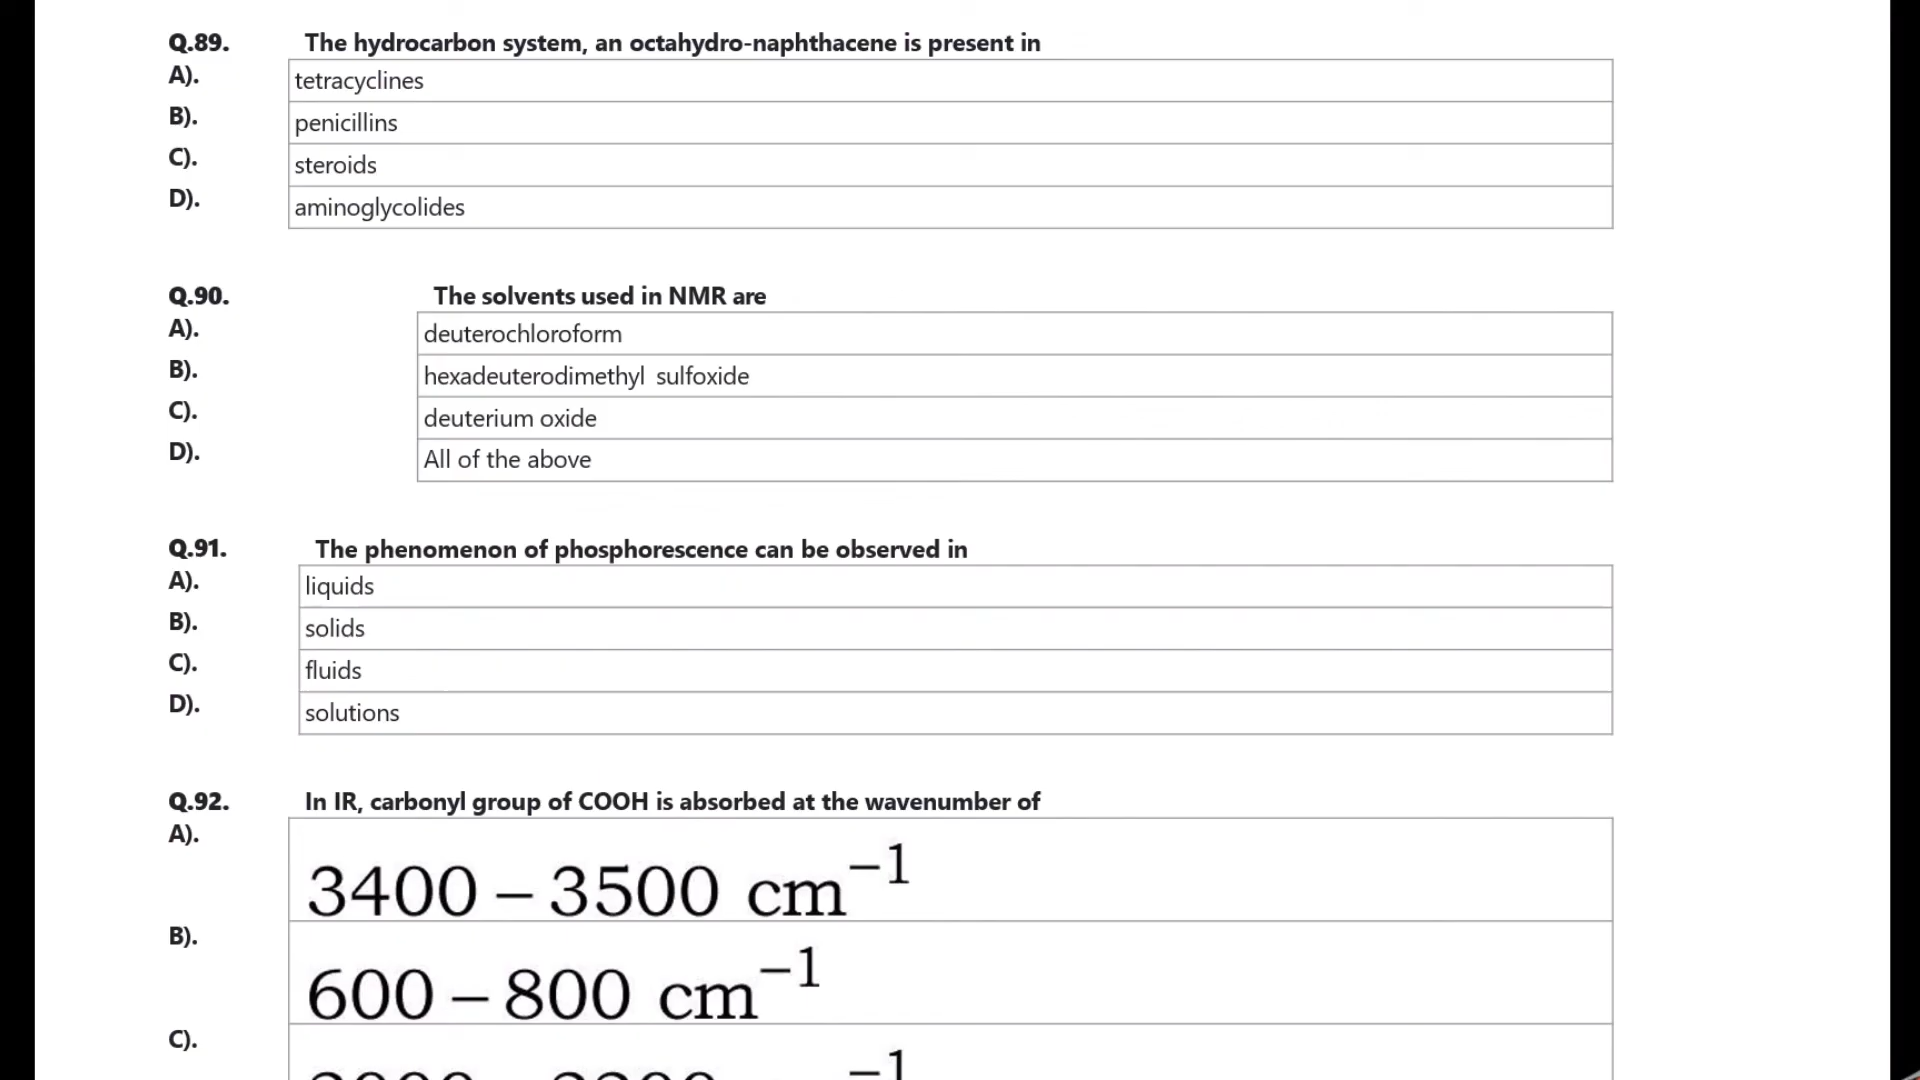 Q.89. The hydrocarbon system, an octahydro-naphthacene is present in
A). tetracyclines
B). penicillins
C). steroids
D). aminoglycolides
Q.90. The solvents used in NMR are
A). deuterochloroform
B). hexadeuterodimethyl sulfoxide
C). deuterium oxide
D). All of the above
Q.91. The phenomenon of phosphorescence can be observed in
A). liquids
B). solids
C). fluids
D). solutions
Q.92. In IR, carbonyl group of COOH is absorbed at the wavenumber of
A). 3400 – 3500 cm⁻¹
B). 600 – 800 cm⁻¹
C).